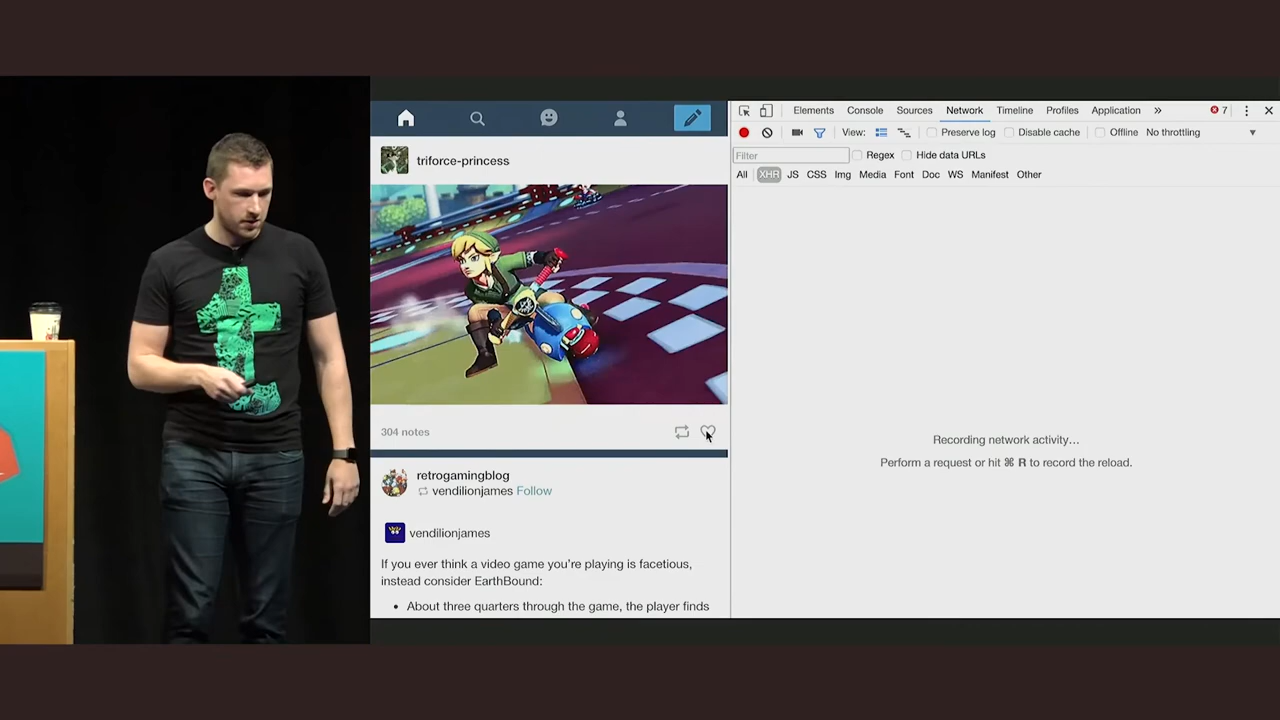 triforce-princess
304 notes
retrogamingblog
vendilionjames Follow
vendilionjames
If you ever think a video game you're playing is facetious,
instead consider EarthBound:
• About three quarters through the game, the player finds
Elements Console Sources Network Timeline Profiles Application » 7
View: Preserve log Disable cache Offline No throttling
Filter Regex Hide data URLs
All XHR JS CSS Img Media Font Doc WS Manifest Other
Recording network activity...
Perform a request or hit ⌘ R to record the reload.
t